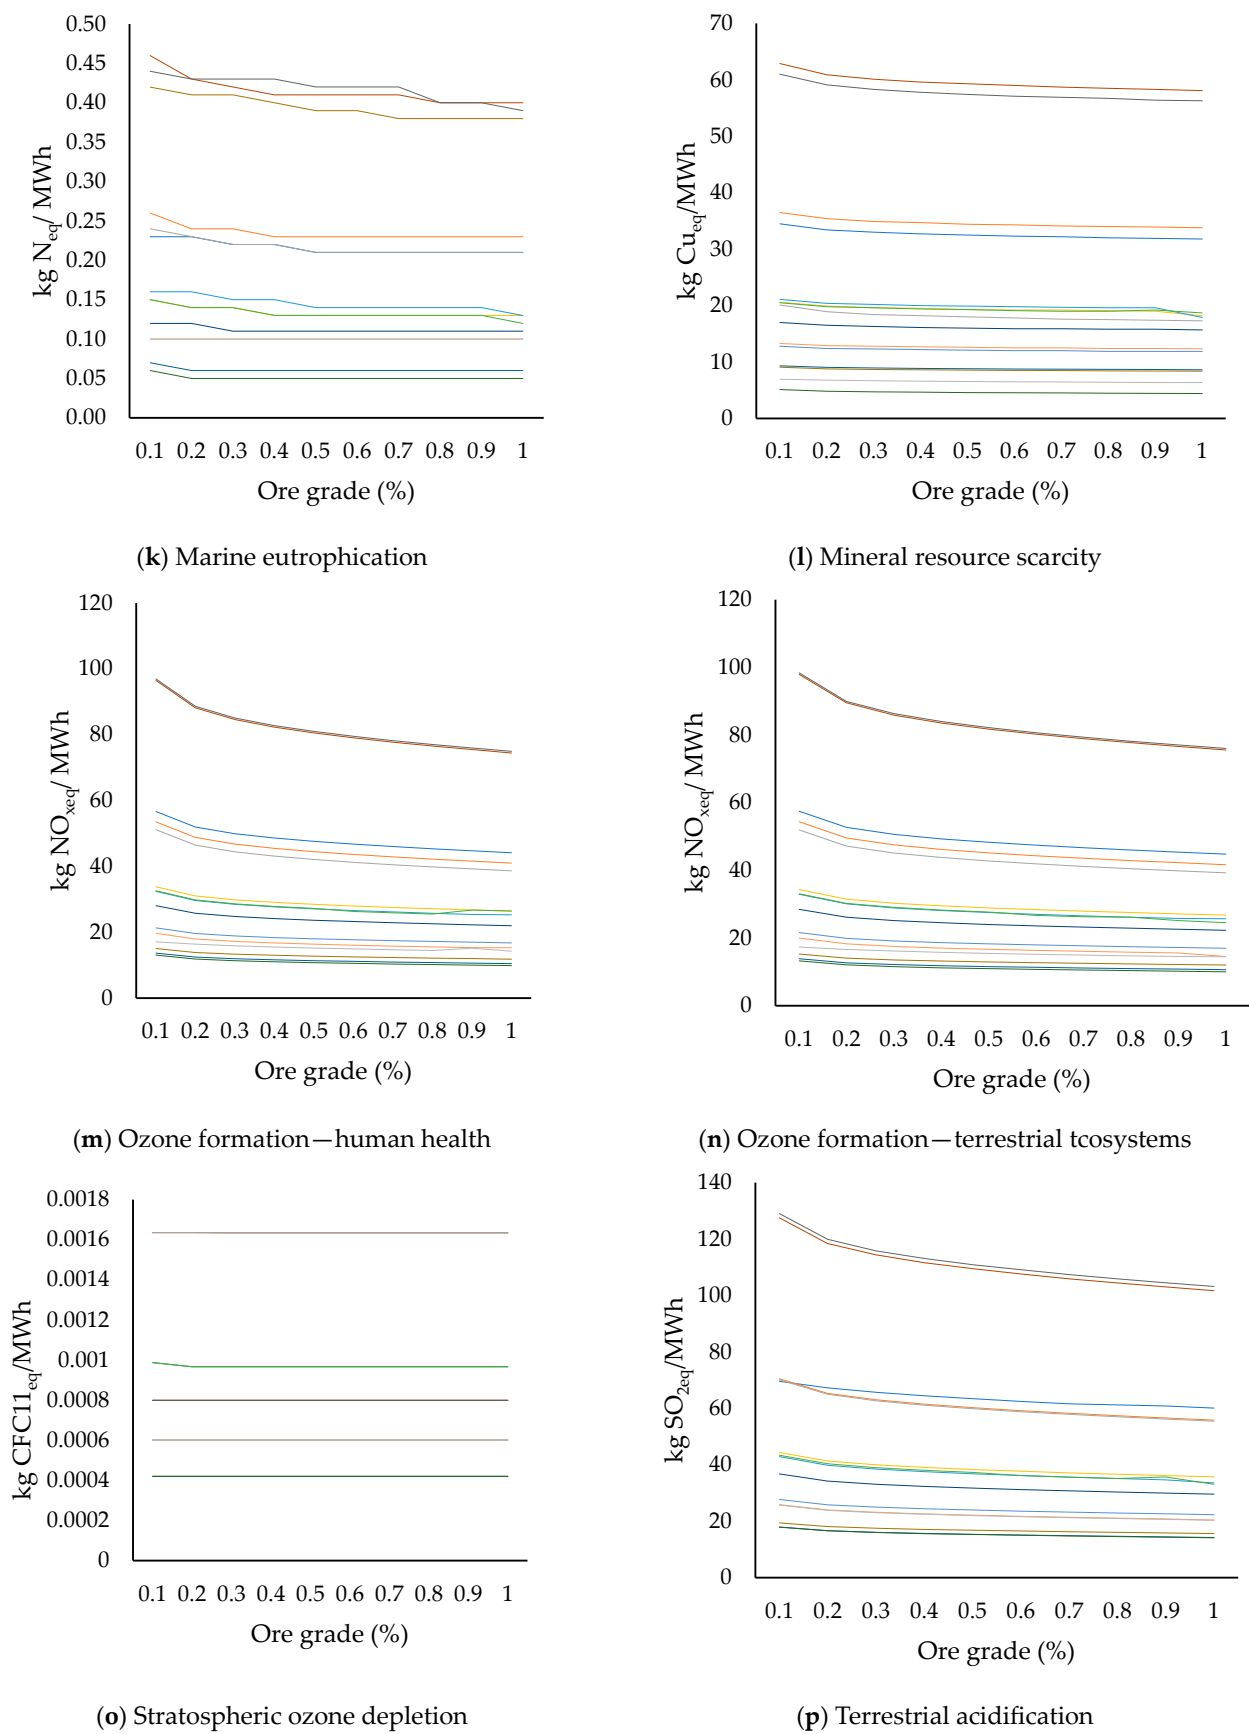 0.50
0.45
0.40
0.35
0.30
0.25
0.20
0.15
0.10
0.05
0.00
kg N_eq/ MWh
0.1 0.2 0.3 0.4 0.5 0.6 0.7 0.8 0.9 1
Ore grade (%)
(k) Marine eutrophication
70
60
50
40
30
20
10
0
kg Cu_eq/MWh
0.1 0.2 0.3 0.4 0.5 0.6 0.7 0.8 0.9 1
Ore grade (%)
(l) Mineral resource scarcity
120
100
80
60
40
20
0
kg NO_xeq/ MWh
0.1 0.2 0.3 0.4 0.5 0.6 0.7 0.8 0.9 1
Ore grade (%)
(m) Ozone formation—human health
120
100
80
60
40
20
0
kg NO_xeq/ MWh
0.1 0.2 0.3 0.4 0.5 0.6 0.7 0.8 0.9 1
Ore grade (%)
(n) Ozone formation—terrestrial tcosystems
0.0018
0.0016
0.0014
0.0012
0.001
0.0008
0.0006
0.0004
0.0002
0
kg CFC11_eq/MWh
0.1 0.2 0.3 0.4 0.5 0.6 0.7 0.8 0.9 1
Ore grade (%)
(o) Stratospheric ozone depletion
140
120
100
80
60
40
20
0
kg SO_2eq/MWh
0.1 0.2 0.3 0.4 0.5 0.6 0.7 0.8 0.9 1
Ore grade (%)
(p) Terrestrial acidification